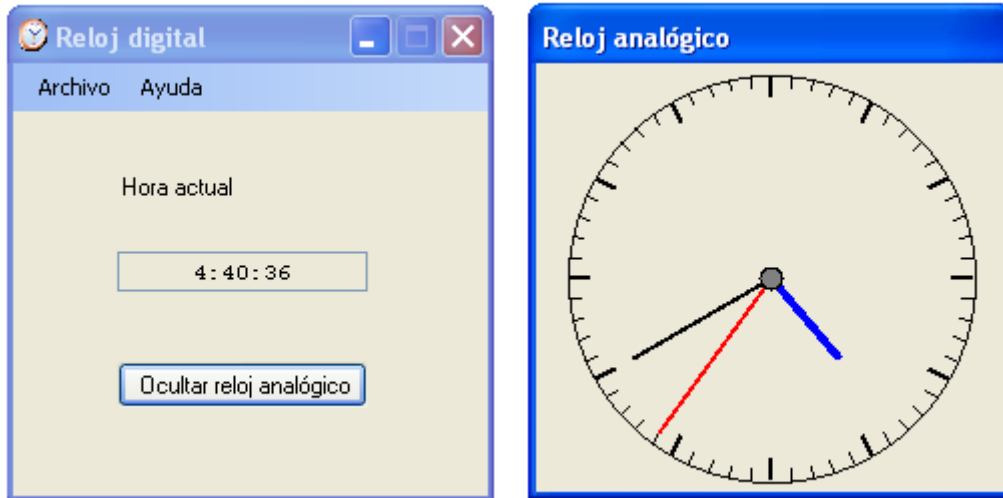 Reloj digital
Archivo Ayuda
Hora actual
4:40:36
Ocultar reloj analógico
Reloj analógico